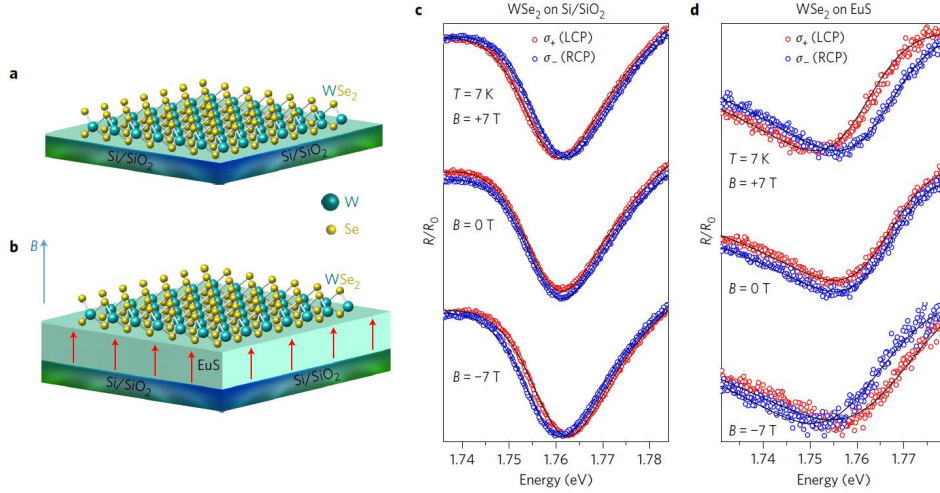 a
WSe₂
Si/SiO₂
Si/SiO₂
W
Se
b
B
WSe₂
EuS
Si/SiO₂
Si/SiO₂
c
WSe₂ on Si/SiO₂
σ₊ (LCP)
σ₋ (RCP)
T = 7 K
B = +7 T
B = 0 T
B = −7 T
R/R₀
1.74 1.75 1.76 1.77 1.78
Energy (eV)
d
WSe₂ on EuS
σ₊ (LCP)
σ₋ (RCP)
T = 7 K
B = +7 T
B = 0 T
B = −7 T
R/R₀
1.74 1.75 1.76 1.77
Energy (eV)